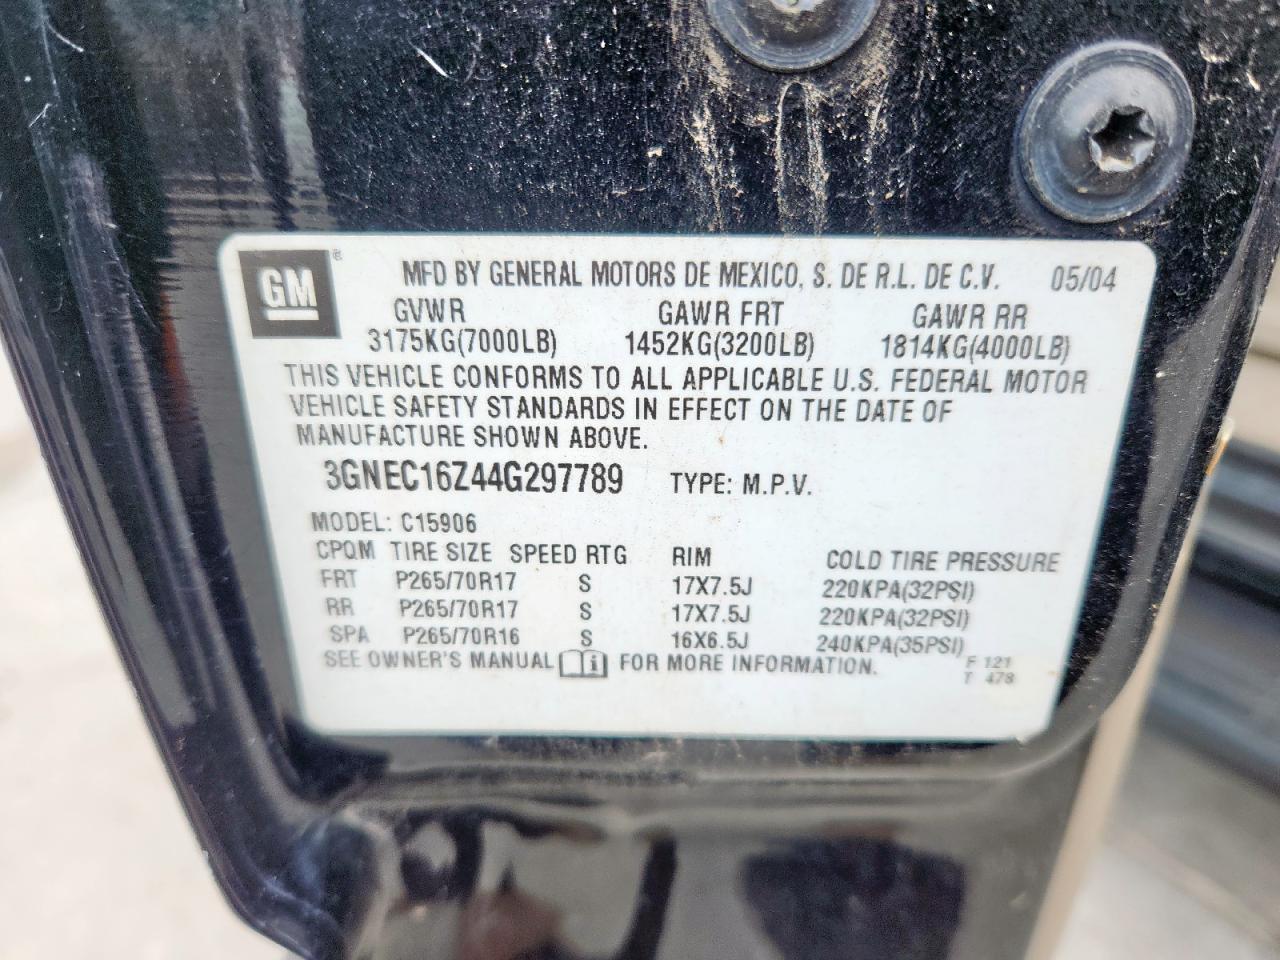 GM ® MFD BY GENERAL MOTORS DE MEXICO, S. DE R.L. DE C.V. 05/04
GVWR GAWR FRT GAWR RR
3175KG(7000LB) 1452KG(3200LB) 1814KG(4000LB)
THIS VEHICLE CONFORMS TO ALL APPLICABLE U.S. FEDERAL MOTOR
VEHICLE SAFETY STANDARDS IN EFFECT ON THE DATE OF
MANUFACTURE SHOWN ABOVE.
3GNEC16Z44G297789 TYPE: M.P.V.
MODEL: C15906
CPQM TIRE SIZE SPEED RTG RIM COLD TIRE PRESSURE
FRT P265/70R17 S 17X7.5J 220KPA(32PSI)
RR P265/70R17 S 17X7.5J 220KPA(32PSI)
SPA P265/70R16 S 16X6.5J 240KPA(35PSI)
SEE OWNER'S MANUAL i FOR MORE INFORMATION. F 121
T 478